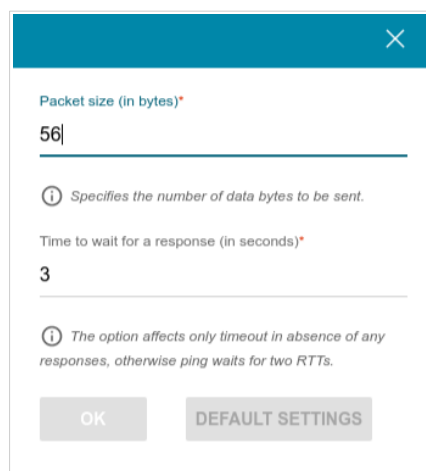 Packet size (in bytes)*
56
Specifies the number of data bytes to be sent.
Time to wait for a response (in seconds)*
3
The option affects only timeout in absence of any
responses, otherwise ping waits for two RTTs.
OK DEFAULT SETTINGS